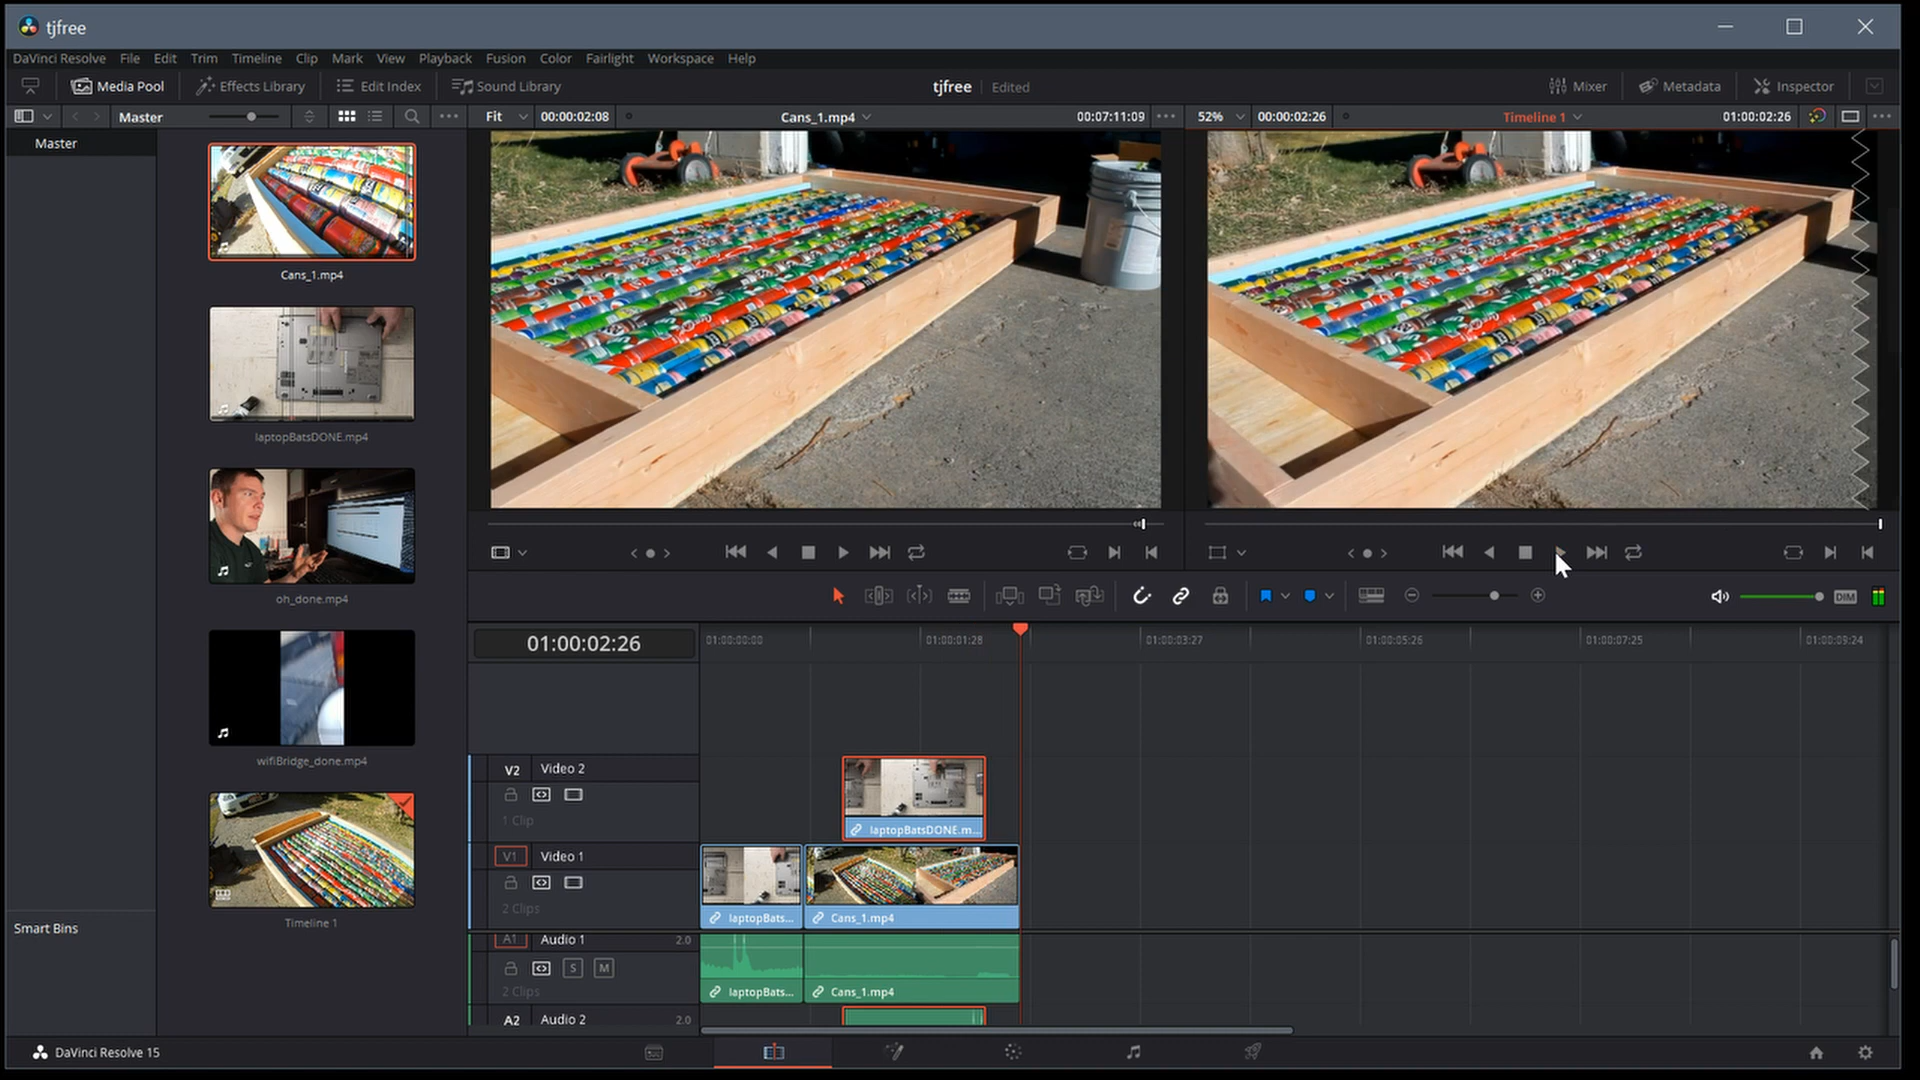 tjfree
DaVinci Resolve File Edit Trim Timeline Clip Mark View Playback Fusion Color Fairlight Workspace Help
Media Pool Effects Library Edit Index Sound Library tjfree Edited Mixer Metadata Inspector
Master Fit 00:00:02:08 Cans_1.mp4 00:07:11:09 52% 00:00:02:26 Timeline 1 01:00:02:26
Master
Cans_1.mp4
laptopBatsDONE.mp4
oh_done.mp4
wifiBridge_done.mp4
Timeline 1
Smart Bins
DIM
01:00:02:26 01:00:00:00 01:00:01:28 01:00:03:27 01:00:05:26 01:00:07:25 01:00:09:24
V2 Video 2
1 Clip
laptopBatsDONE.m...
V1 Video 1
2 Clips
laptopBats... Cans_1.mp4
A1 Audio 1 2.0
S M
2 Clips
laptopBats... Cans_1.mp4
A2 Audio 2 2.0
DaVinci Resolve 15